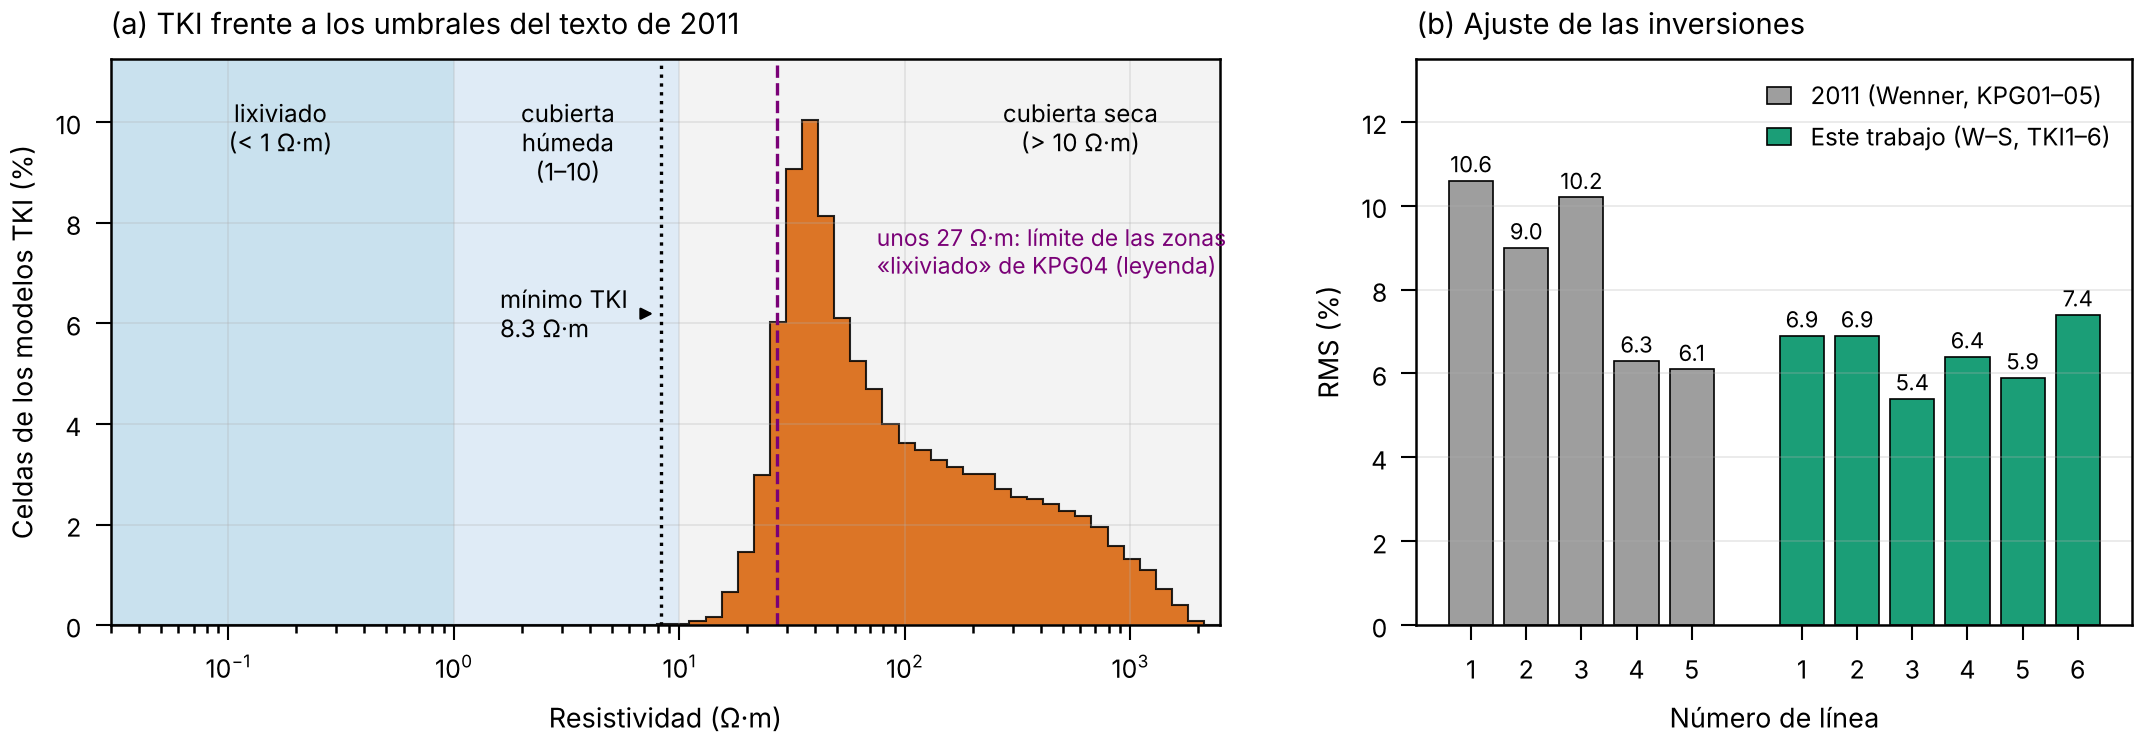 (a) TKI frente a los umbrales del texto de 2011
Celdas de los modelos TKI (%)
10
8
6
4
2
0
lixiviado
(< 1 Ω·m)
cubierta
húmeda
(1–10)
cubierta seca
(> 10 Ω·m)
unos 27 Ω·m: límite de las zonas
«lixiviado» de KPG04 (leyenda)
mínimo TKI
8.3 Ω·m
10⁻¹
10⁰
10¹
10²
10³
Resistividad (Ω·m)
(b) Ajuste de las inversiones
RMS (%)
12
10
8
6
4
2
0
2011 (Wenner, KPG01–05)
Este trabajo (W–S, TKI1–6)
10.6
9.0
10.2
6.3
6.1
6.9
6.9
5.4
6.4
5.9
7.4
1 2 3 4 5 1 2 3 4 5 6
Número de línea